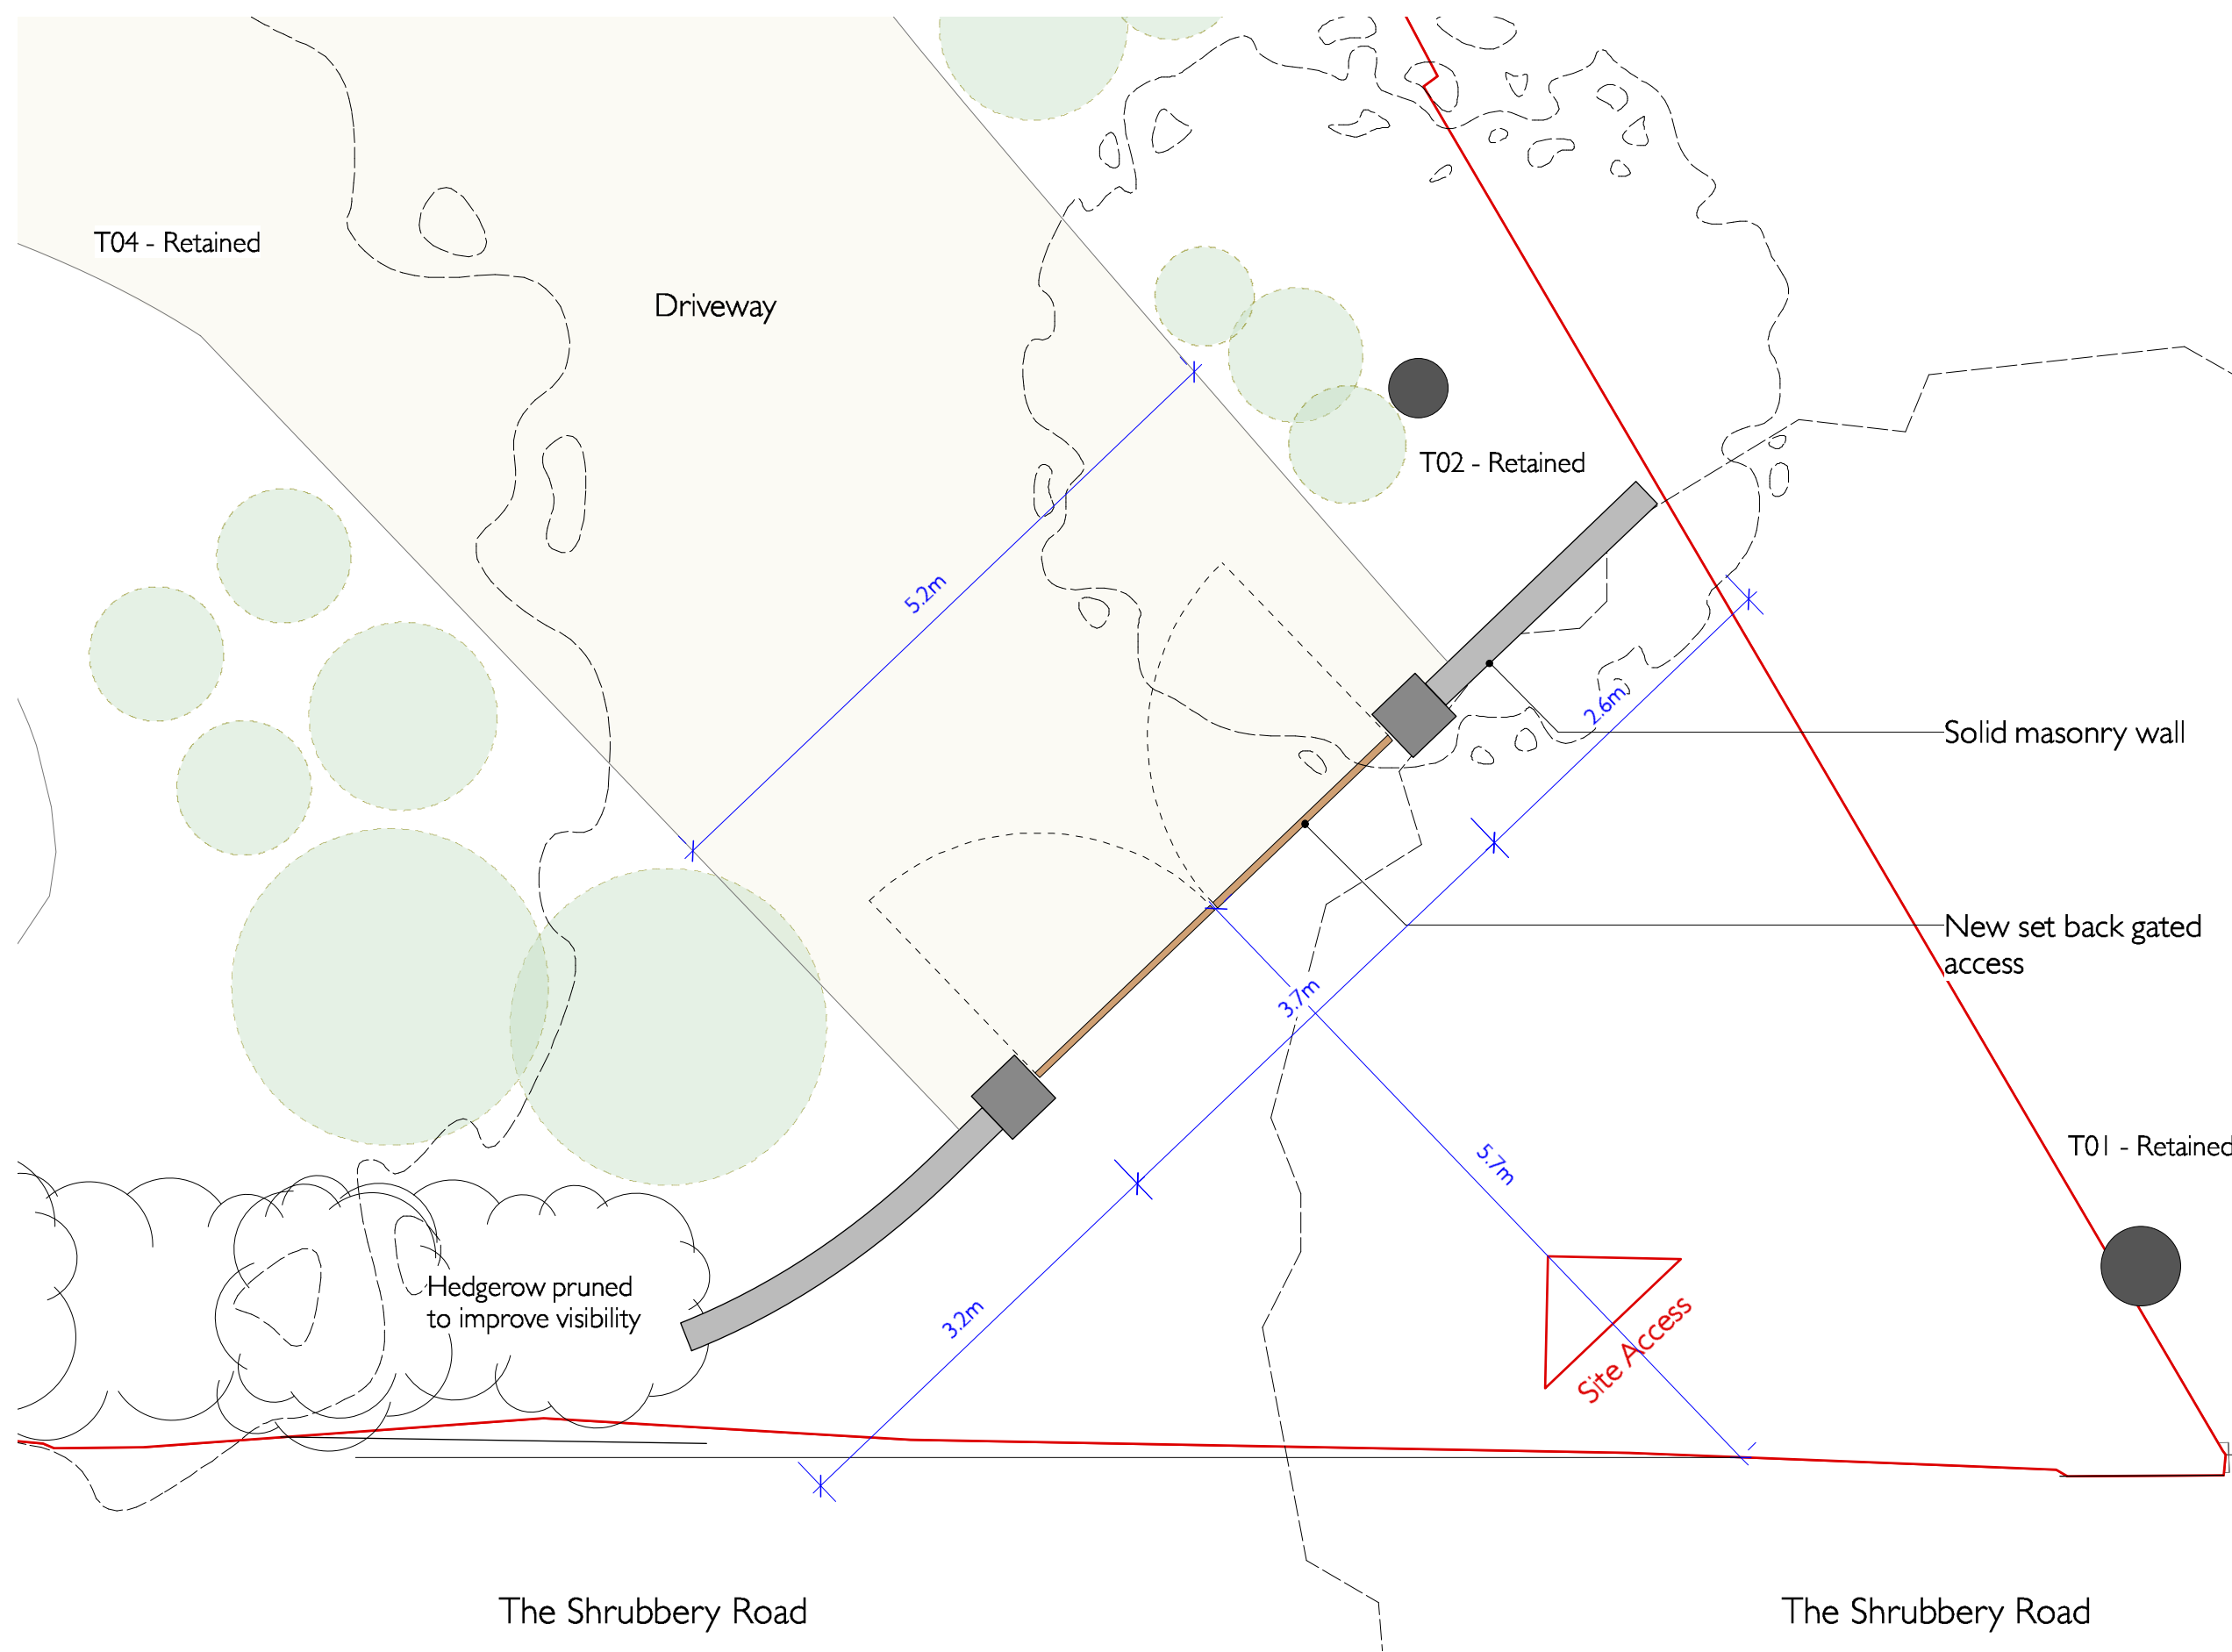 T04 - Retained
Driveway
T02 - Retained
5.2m
2.6m
Solid masonry wall
New set back gated
access
3.7m
T01 - Retained
5.7m
Hedgerow pruned
to improve visibility
3.2m
Site Access
The Shrubbery Road
The Shrubbery Road